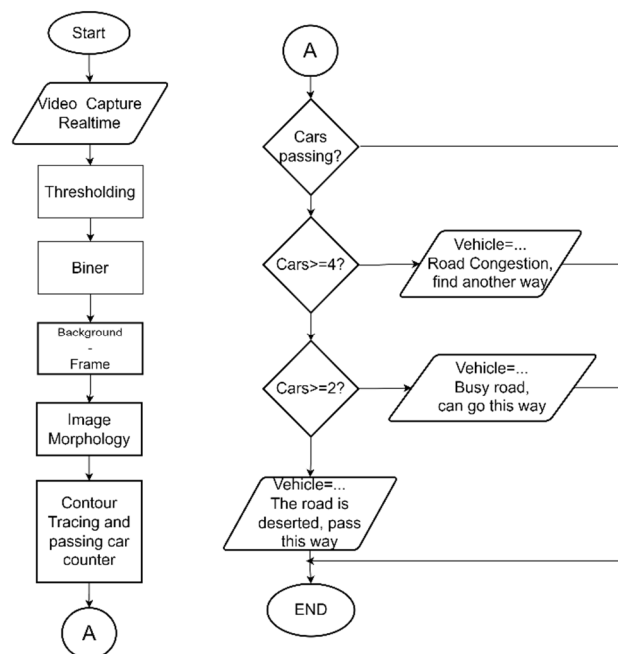 Start
Video Capture
Realtime
Thresholding
Biner
Background
-
Frame
Image
Morphology
Contour
Tracing and
passing car
counter
A
A
Cars
passing?
Cars>=4?
Vehicle=...
Road Congestion,
find another way
Cars>=2?
Vehicle=...
Busy road,
can go this way
Vehicle=...
The road is
deserted, pass
this way
END